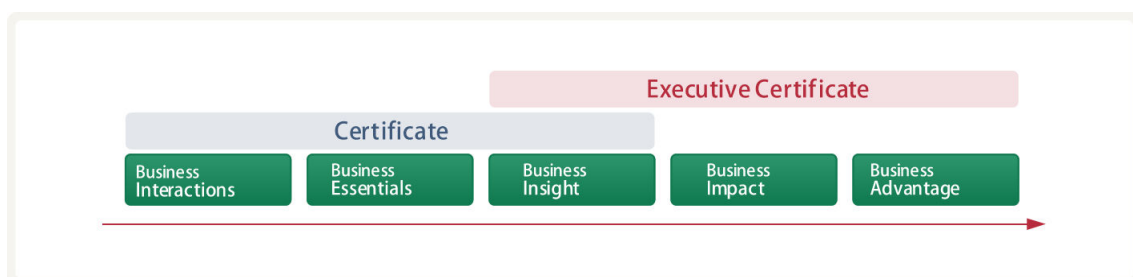 Executive Certificate
Certificate
Business
Interactions
Business
Essentials
Business
Insight
Business
Impact
Business
Advantage